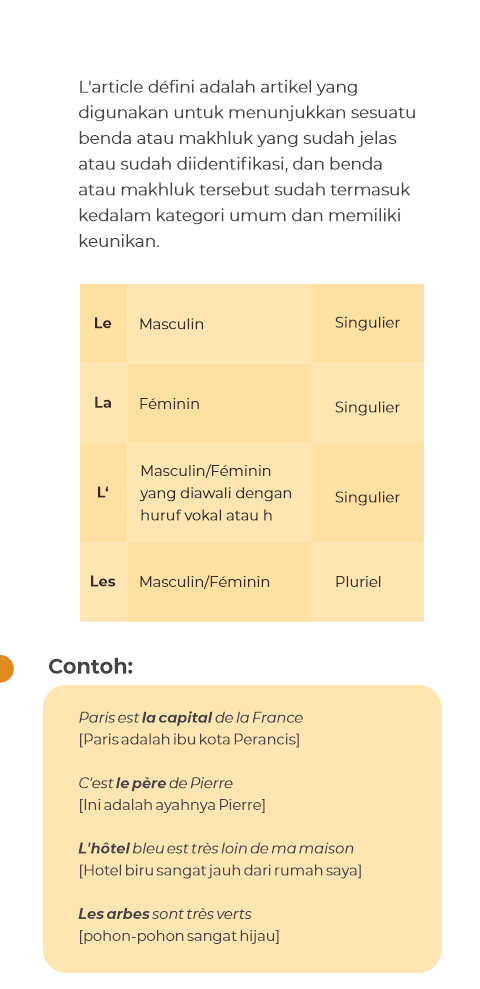 L'article défini adalah artikel yang
digunakan untuk menunjukkan sesuatu
benda atau makhluk yang sudah jelas
atau sudah diidentifikasi, dan benda
atau makhluk tersebut sudah termasuk
kedalam kategori umum dan memiliki
keunikan.
Le Masculin Singulier
La Féminin Singulier
Masculin/Féminin
L‘ yang diawali dengan Singulier
huruf vokal atau h
Les Masculin/Féminin Pluriel
Contoh:
Paris est la capital de la France
[Paris adalah ibu kota Perancis]
C'est le père de Pierre
[Ini adalah ayahnya Pierre]
L'hôtel bleu est très loin de ma maison
[Hotel biru sangat jauh dari rumah saya]
Les arbes sont très verts
[pohon-pohon sangat hijau]